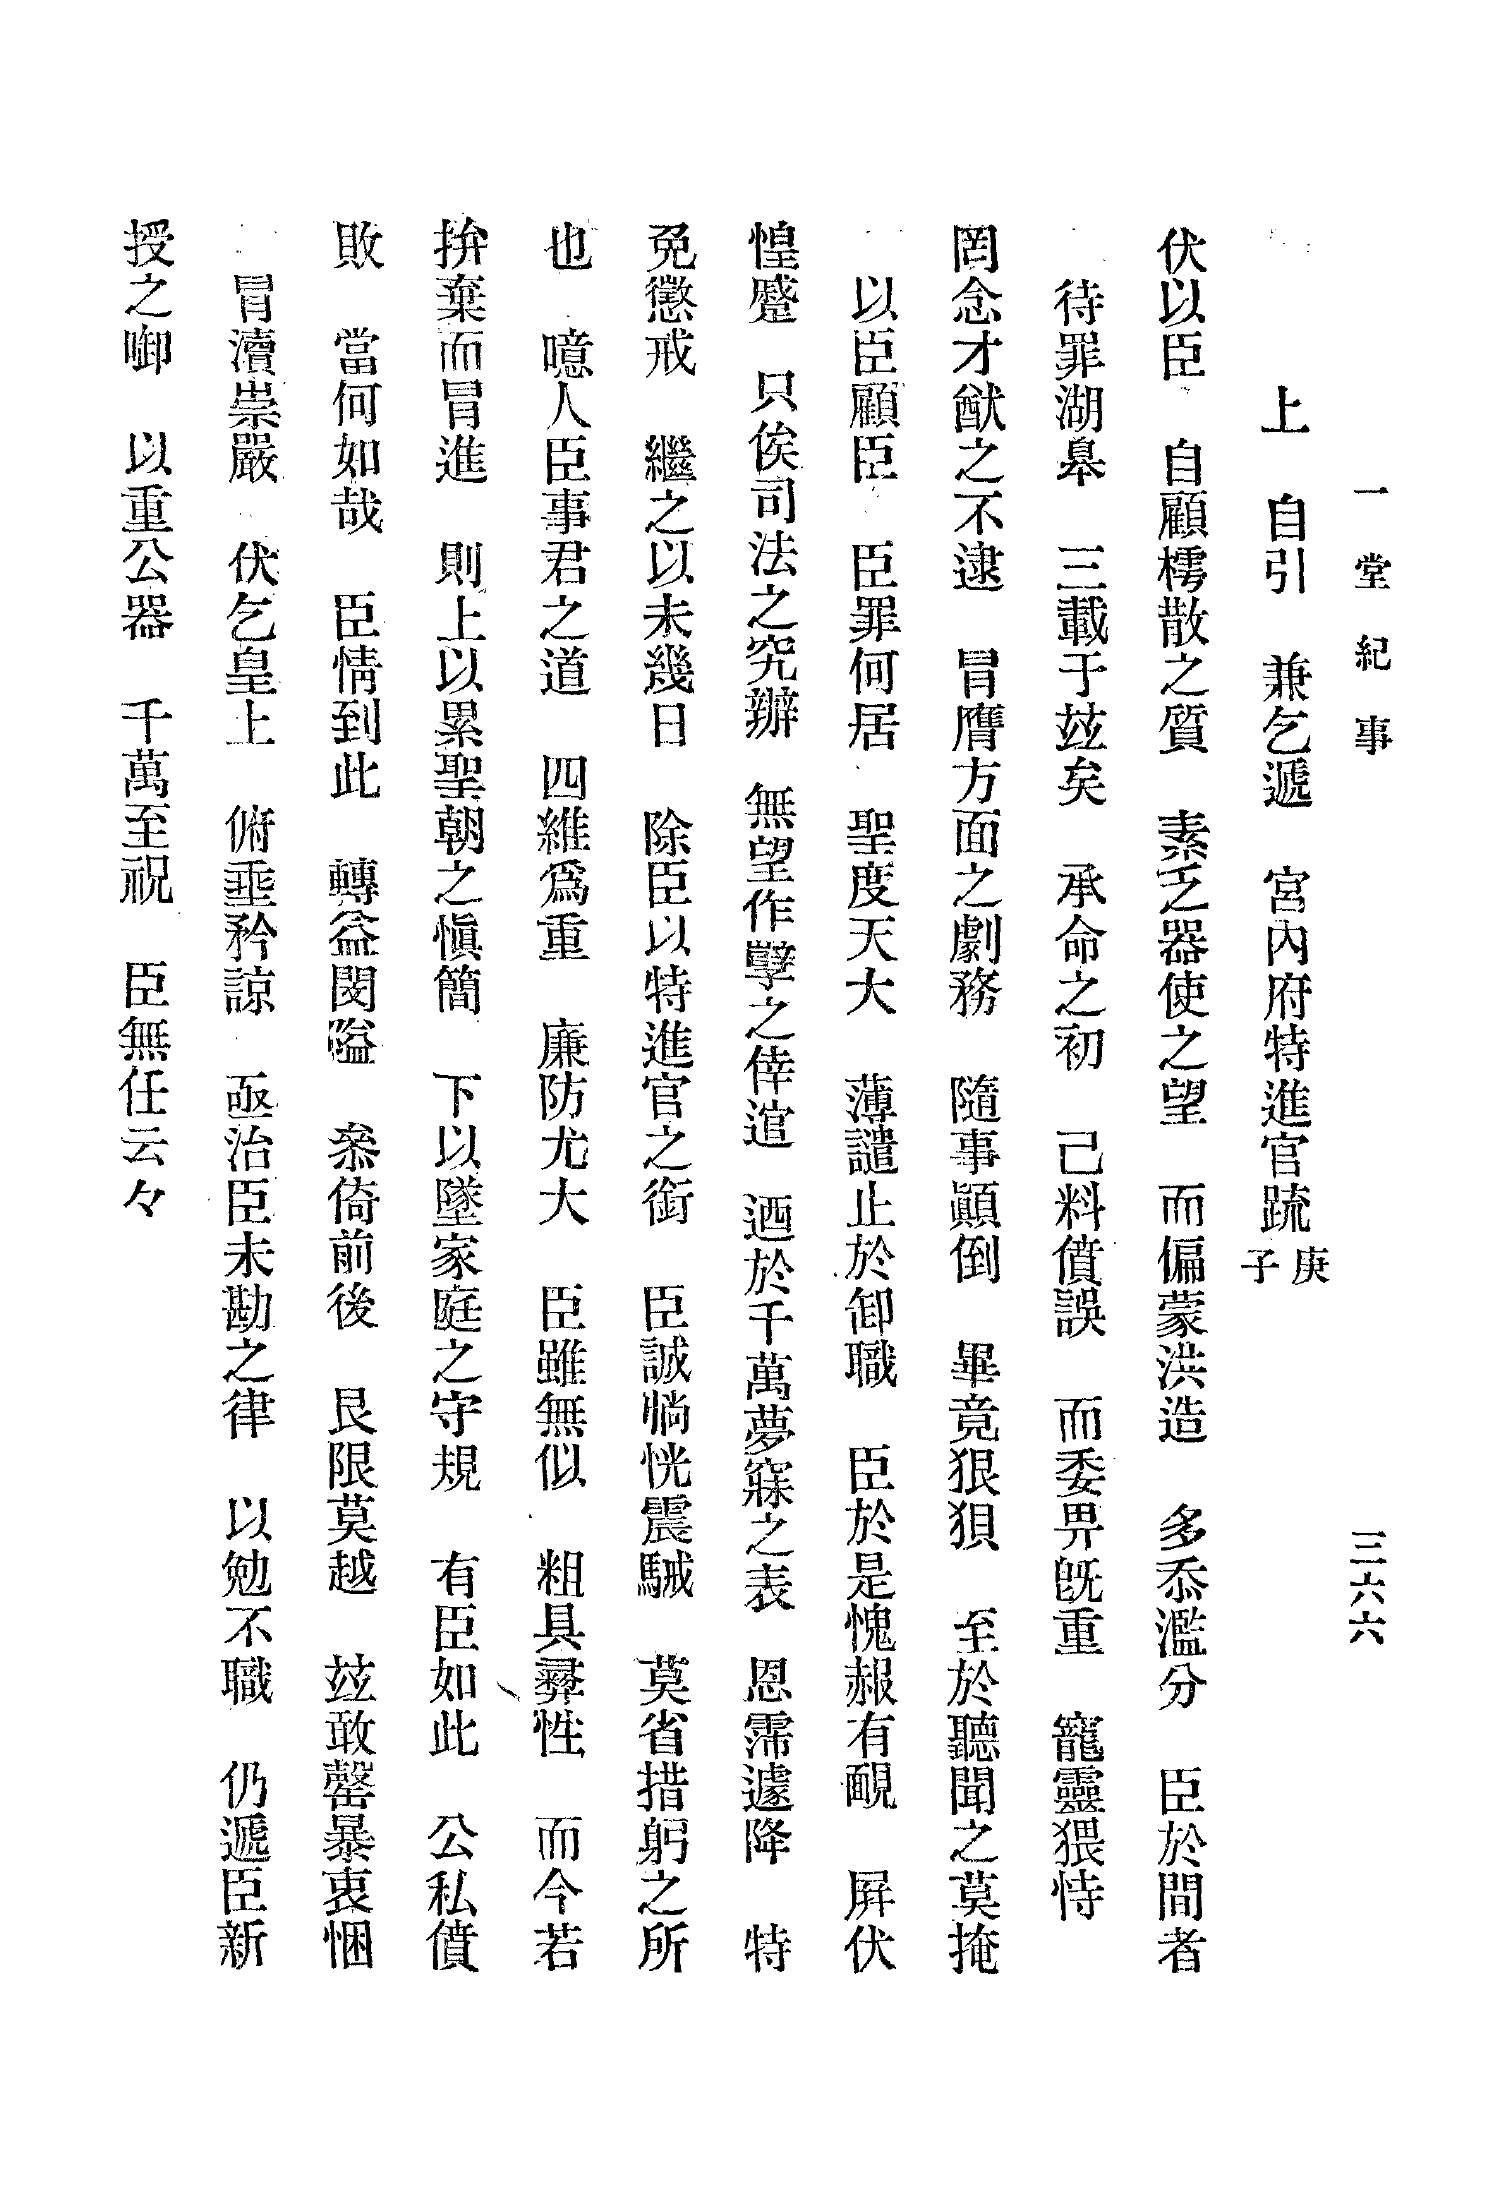 一堂紀事　三六六
上　自引　兼乞遞　宮內府特進官疏 庚子
伏以臣　自顧樗散之質　素乏器使之望　而偏蒙洪造　多忝濫分　臣於間者
待罪湖臯　三載于玆矣　承命之初　己料僨誤　而委畀旣重　寵靈猥恃
罔念才猷之不逮　冒膺方面之劇務　隨事顚倒　畢竟狠狽　至於聽聞之莫掩
以臣顧臣　臣罪何居　聖度天大　薄譴止於卸職　臣於是愧赧有靦　屛伏
惶蹙　只俟司法之究辦　無望作孼之倖逭　迺於千萬夢寐之表　恩霈遽降　特
免懲戒　繼之以未幾日　除臣以特進官之銜　臣誠惝恍震駴　莫省措躬之所
也　噫人臣事君之道　四維爲重　廉防尤大　臣雖無似　粗具彛性　而今若
拚棄而冒進　則上以累聖朝之愼簡　下以墜家庭之守規　有臣如此　公私僨
敗　當何如哉　臣情到此　轉益閔隘　叅倚前後　艮限莫越　玆敢罄暴衷悃
冒瀆崇嚴　伏乞皇上　俯垂矜諒　亟治臣未勘之律　以勉不職　仍遞臣新
授之啣　以重公器　千萬至祝　臣無任云々